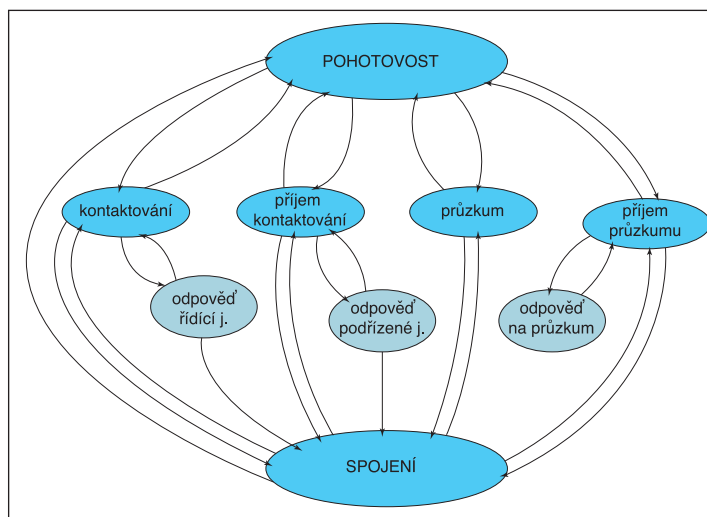 POHOTOVOST
kontaktování
příjem
kontaktování
průzkum
příjem
průzkumu
odpověď
řídící j.
odpověď
podřízené j.
odpověď
na průzkum
SPOJENÍ